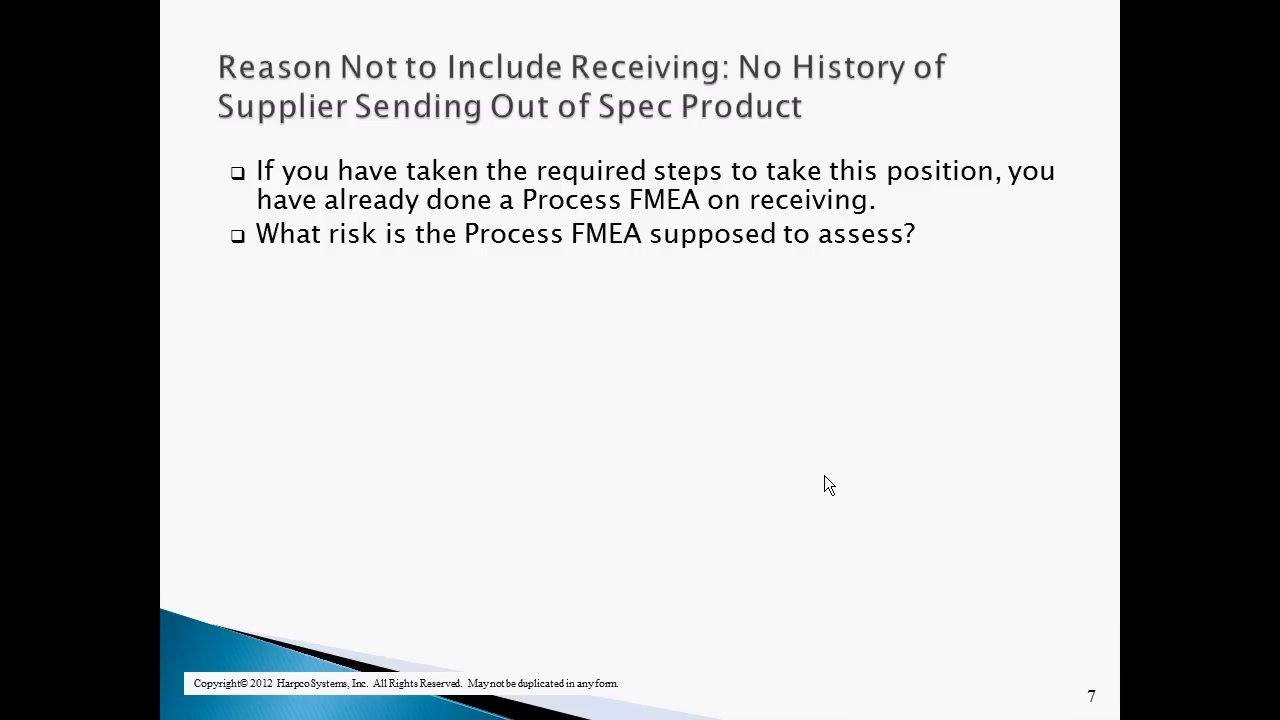 Reason Not to Include Receiving: No History of
Supplier Sending Out of Spec Product
❑ If you have taken the required steps to take this position, you
have already done a Process FMEA on receiving.
❑ What risk is the Process FMEA supposed to assess?
Copyright© 2012 Harpco Systems, Inc. All Rights Reserved. May not be duplicated in any form.
7